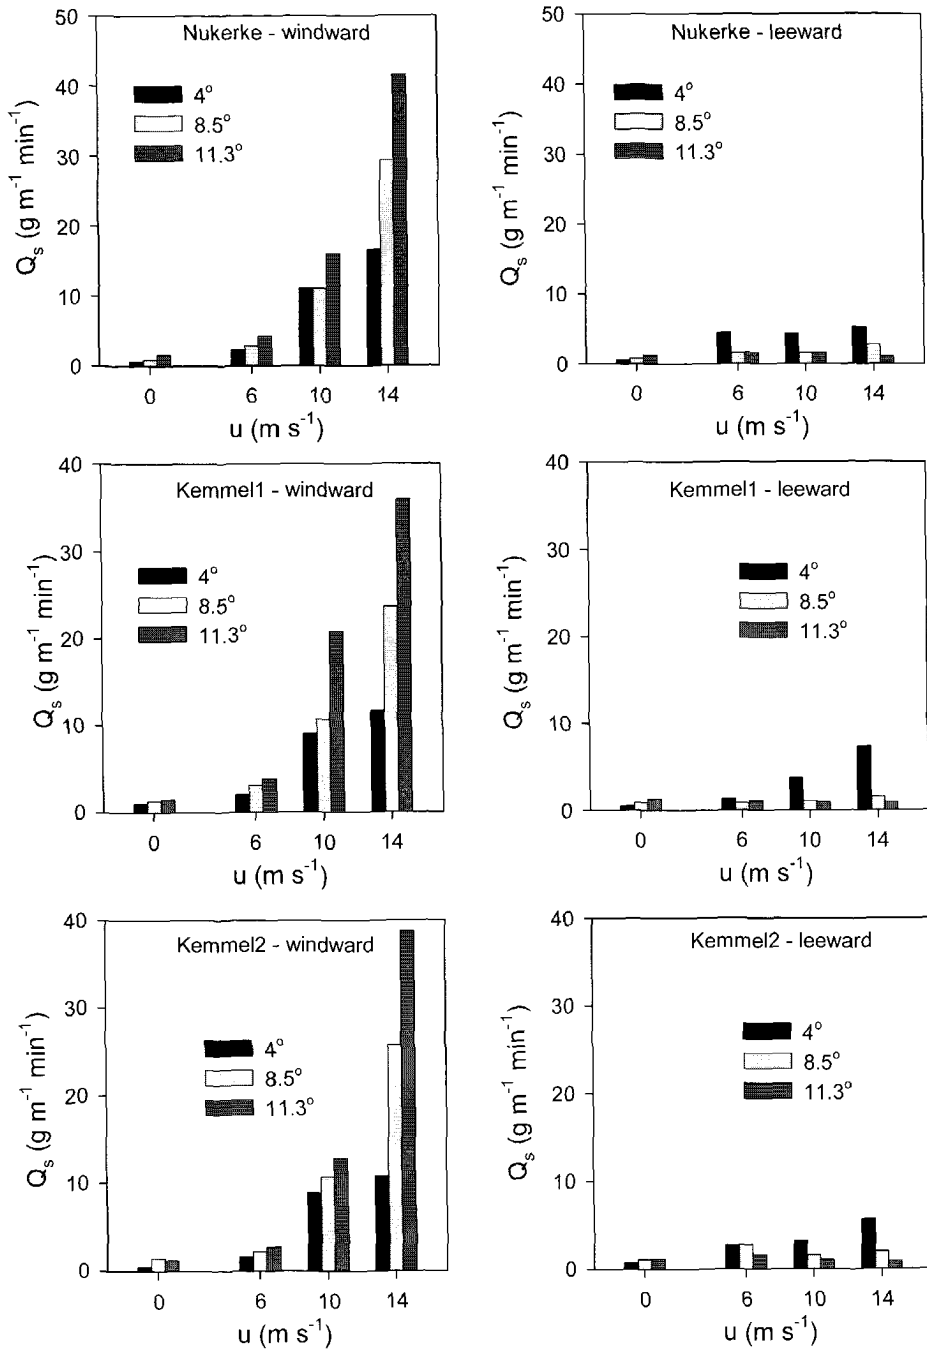 Nukerke - windward
4°
8.5°
11.3°
50
40
30
20
10
0
Qs (g m-1 min-1)
0 6 10 14
u (m s-1)
Nukerke - leeward
4°
8.5°
11.3°
50
40
30
20
10
0
Qs (g m-1 min-1)
0 6 10 14
u (m s-1)
Kemmel1 - windward
4°
8.5°
11.3°
40
30
20
10
0
Qs (g m-1 min-1)
0 6 10 14
u (m s-1)
Kemmel1 - leeward
4°
8.5°
11.3°
40
30
20
10
0
Qs (g m-1 min-1)
0 6 10 14
u (m s-1)
Kemmel2 - windward
4°
8.5°
11.3°
40
30
20
10
0
Qs (g m-1 min-1)
0 6 10 14
u (m s-1)
Kemmel2 - leeward
4°
8.5°
11.3°
40
30
20
10
0
Qs (g m-1 min-1)
0 6 10 14
u (m s-1)